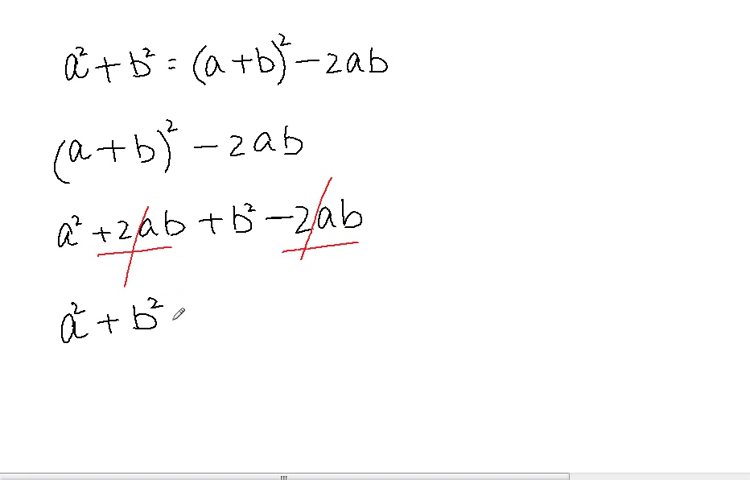 a² + b² = (a+b)² − 2ab
(a + b)² − 2ab
a² + 2ab + b² − 2ab
a² + b²